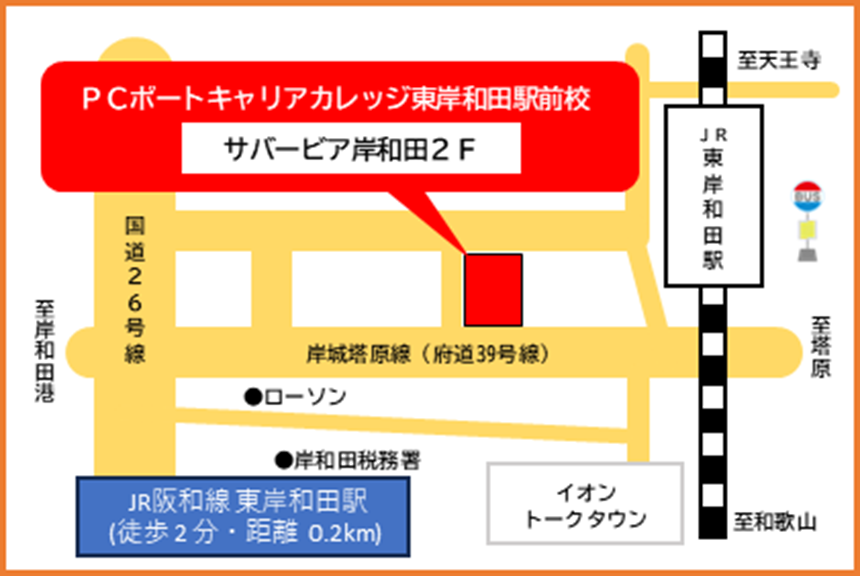 至天王寺
PCポートキャリアカレッジ東岸和田駅前校
サバービア岸和田2F
JR東岸和田駅
BUS
国道26号線
至岸和田港
岸城塔原線(府道39号線)
至塔原
●ローソン
●岸和田税務署
JR阪和線 東岸和田駅
(徒歩2分・距離 0.2km)
イオン
トークタウン
至和歌山